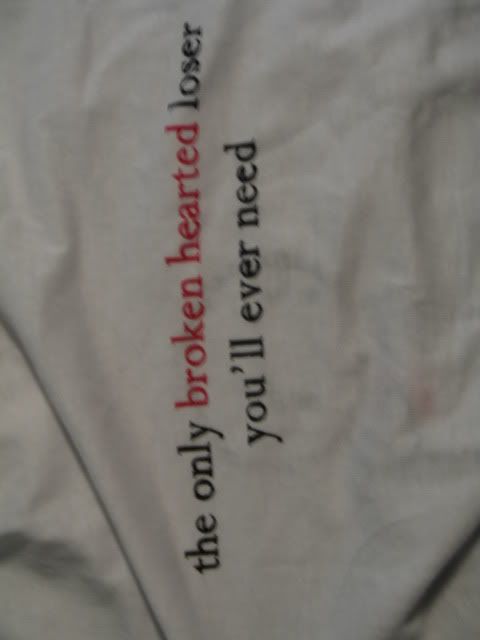 the only broken hearted loser
you'll ever need